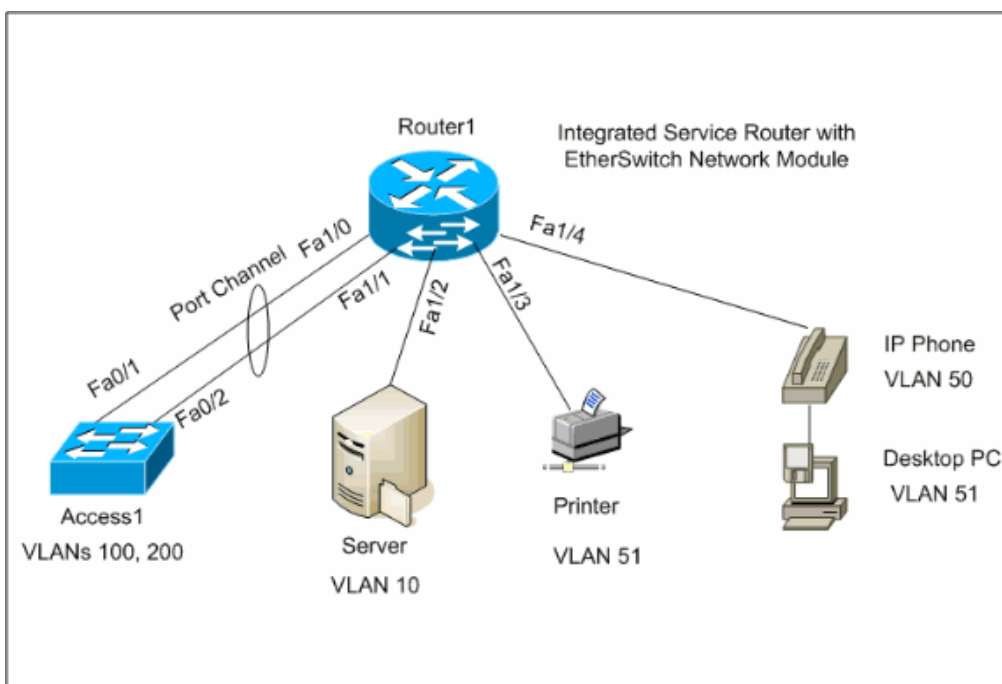 Router1
Integrated Service Router with
EtherSwitch Network Module
Fa1/0
Fa1/4
Port Channel
Fa1/1
Fa1/2
Fa1/3
Fa0/1
Fa0/2
IP Phone
VLAN 50
Desktop PC
VLAN 51
Access1
VLANs 100, 200
Server
VLAN 10
Printer
VLAN 51